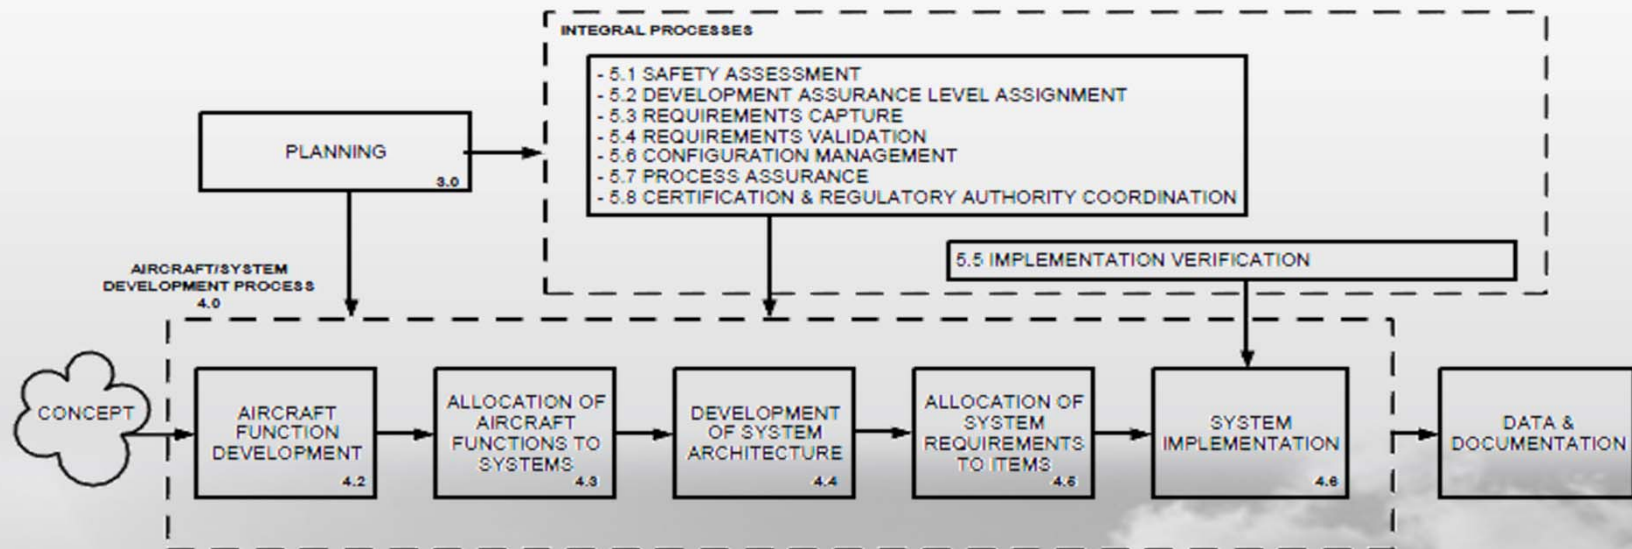 INTEGRAL PROCESSES
- 5.1 SAFETY ASSESSMENT
- 5.2 DEVELOPMENT ASSURANCE LEVEL ASSIGNMENT
- 5.3 REQUIREMENTS CAPTURE
- 5.4 REQUIREMENTS VALIDATION
- 5.6 CONFIGURATION MANAGEMENT
- 5.7 PROCESS ASSURANCE
- 5.8 CERTIFICATION & REGULATORY AUTHORITY COORDINATION
PLANNING
3.0
5.5 IMPLEMENTATION VERIFICATION
AIRCRAFT/SYSTEM
DEVELOPMENT PROCESS
4.0
CONCEPT
AIRCRAFT
FUNCTION
DEVELOPMENT
4.2
ALLOCATION OF
AIRCRAFT
FUNCTIONS TO
SYSTEMS
4.3
DEVELOPMENT
OF SYSTEM
ARCHITECTURE
4.4
ALLOCATION OF
SYSTEM
REQUIREMENTS
TO ITEMS
4.5
SYSTEM
IMPLEMENTATION
4.6
DATA &
DOCUMENTATION